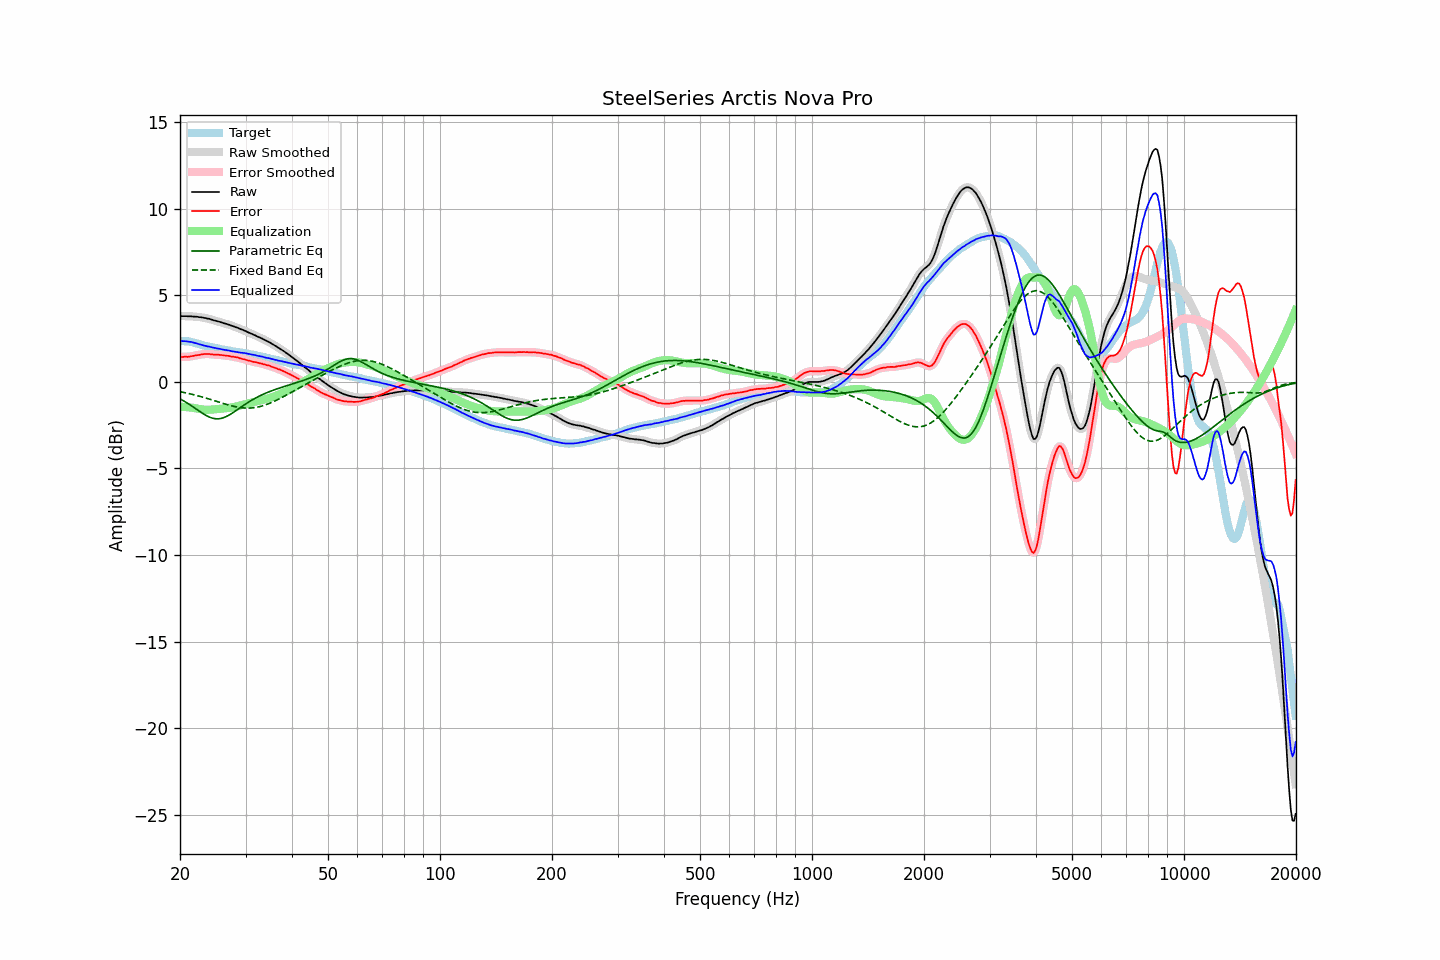 SteelSeries Arctis Nova Pro
Target
Raw Smoothed
Error Smoothed
Raw
Error
Equalization
Parametric Eq
Fixed Band Eq
Equalized
15
10
5
0
−5
−10
−15
−20
−25
Amplitude (dBr)
20
50
100
200
500
1000
2000
5000
10000
20000
Frequency (Hz)